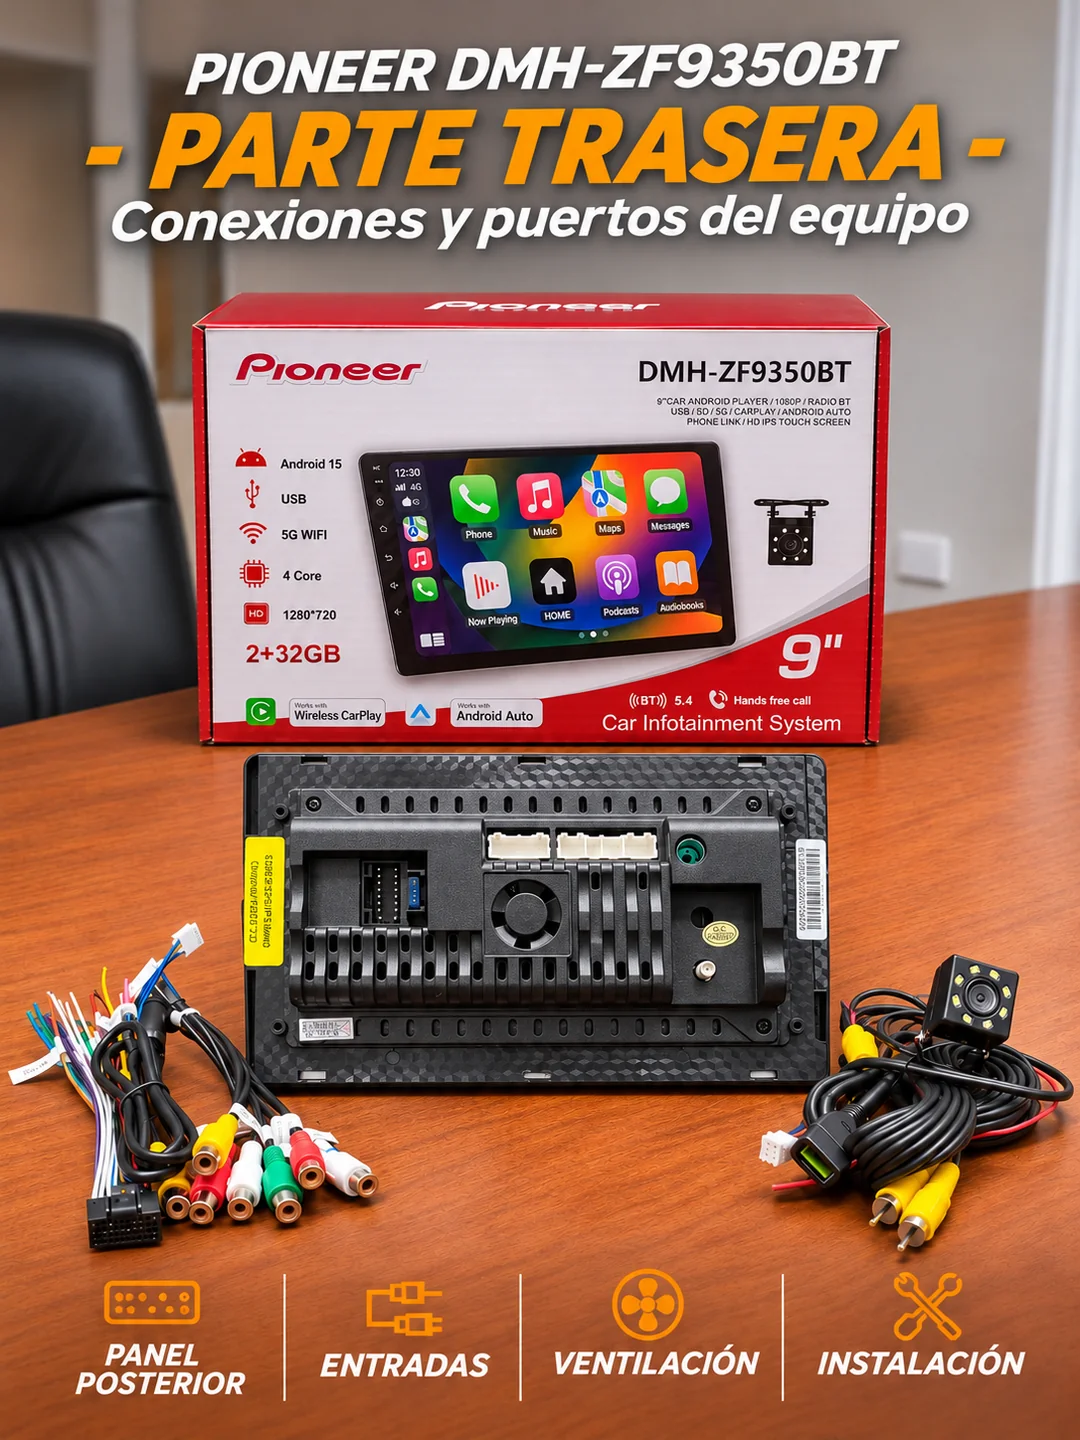 PIONEER DMH-ZF9350BT
- PARTE TRASERA -
Conexiones y puertos del equipo
Pioneer
Pioneer
DMH-ZF9350BT
9"CAR ANDROID PLAYER / 1080P / RADIO BT
USB / SD / 5G / CARPLAY / ANDROID AUTO
PHONE LINK / HD IPS TOUCH SCREEN
Android 15
USB
5G WIFI
4 Core
HD 1280*720
2+32GB
12:30
4G
Phone
Music
Maps
Messages
Now Playing
HOME
Podcasts
Audiobooks
9"
Works with
Wireless CarPlay
Works with
Android Auto
((BT)) 5.4
Hands free call
Car Infotainment System
Q.C
PASSED
PANEL
POSTERIOR
ENTRADAS
VENTILACIÓN
INSTALACIÓN